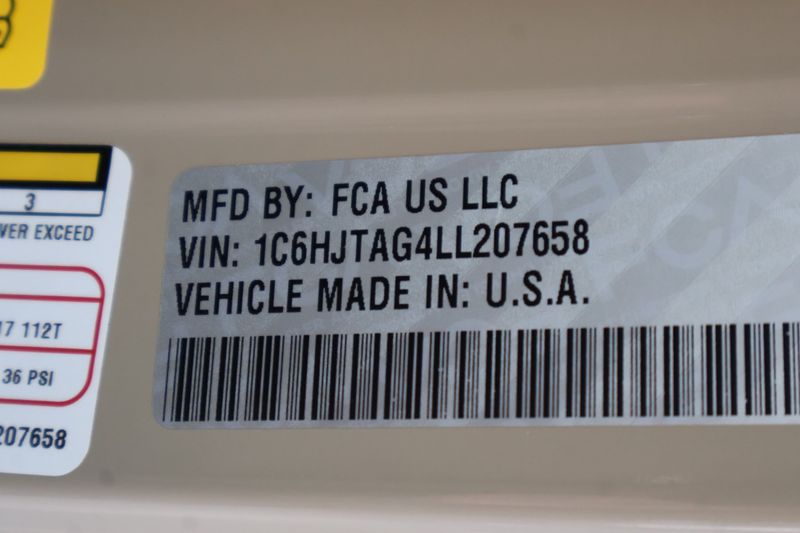 3
VER EXCEED
17 112T
36 PSI
207658
MFD BY: FCA US LLC
VIN: 1C6HJTAG4LL207658
VEHICLE MADE IN: U.S.A.